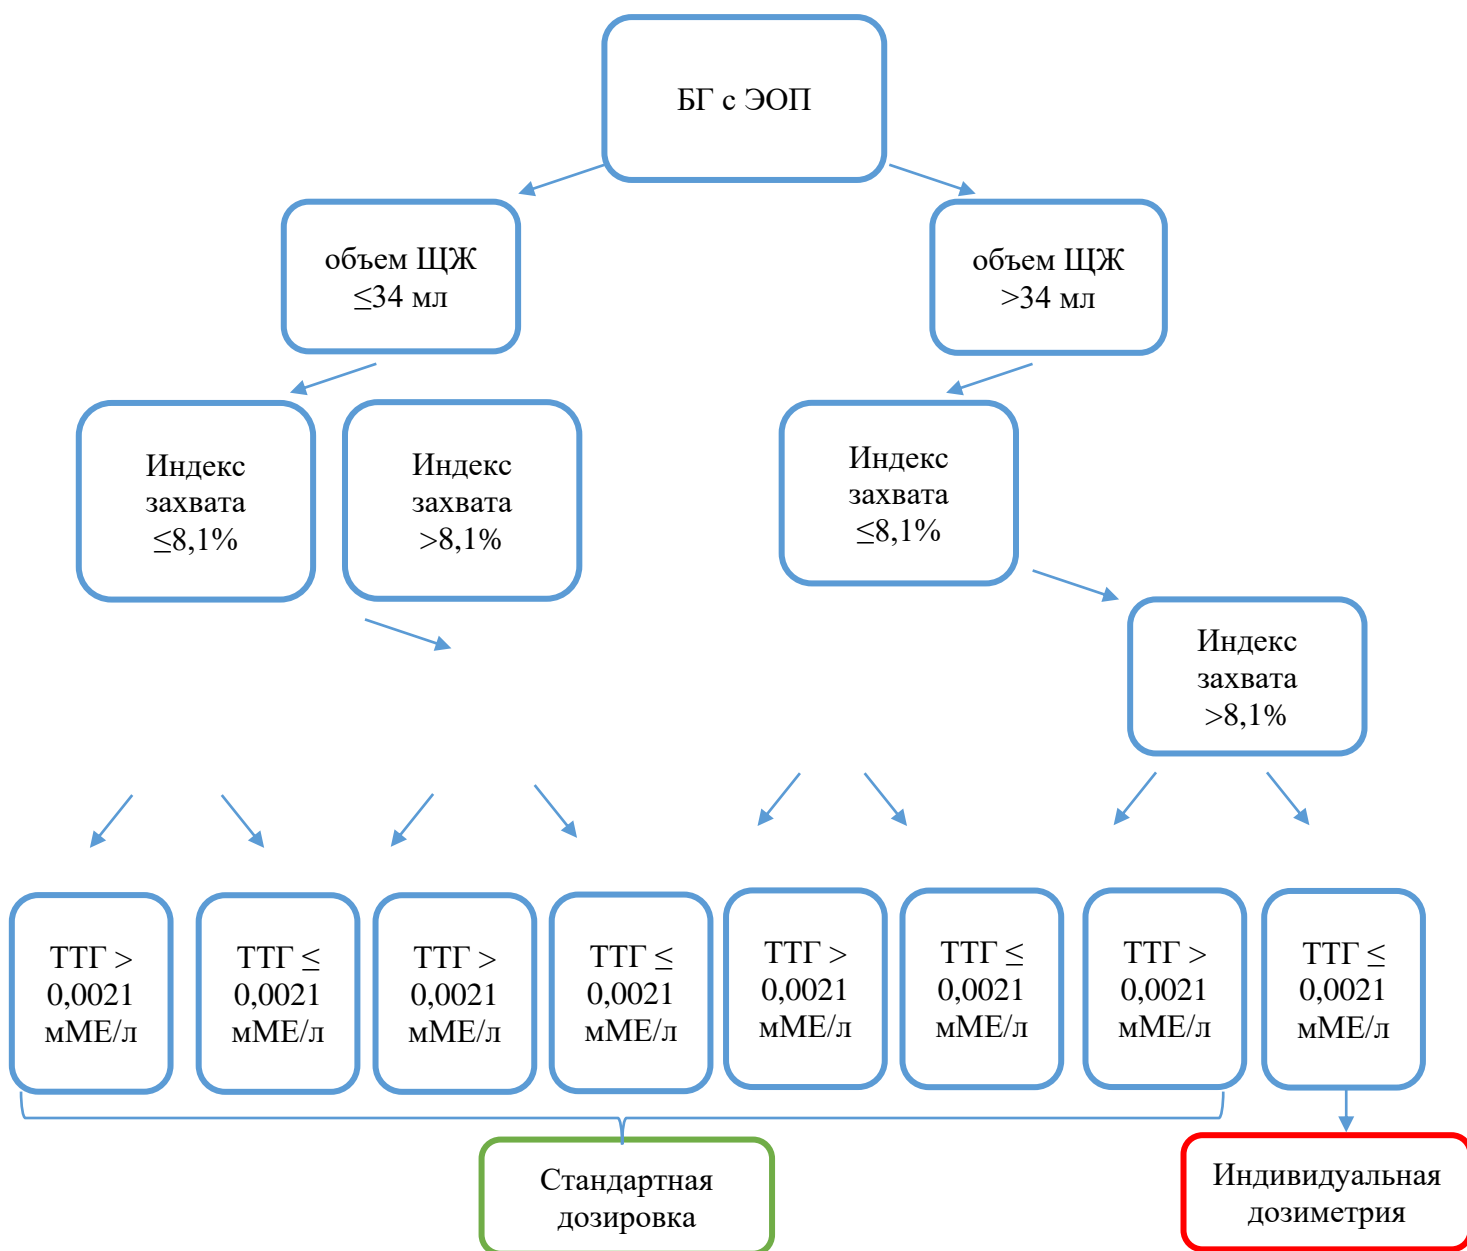 БГ с ЭОП
объем ЩЖ
≤34 мл
объем ЩЖ
>34 мл
Индекс
захвата
≤8,1%
Индекс
захвата
>8,1%
Индекс
захвата
≤8,1%
Индекс
захвата
>8,1%
ТТГ >
0,0021
мМЕ/л
ТТГ ≤
0,0021
мМЕ/л
ТТГ >
0,0021
мМЕ/л
ТТГ ≤
0,0021
мМЕ/л
ТТГ >
0,0021
мМЕ/л
ТТГ ≤
0,0021
мМЕ/л
ТТГ >
0,0021
мМЕ/л
ТТГ ≤
0,0021
мМЕ/л
Стандартная
дозировка
Индивидуальная
дозиметрия